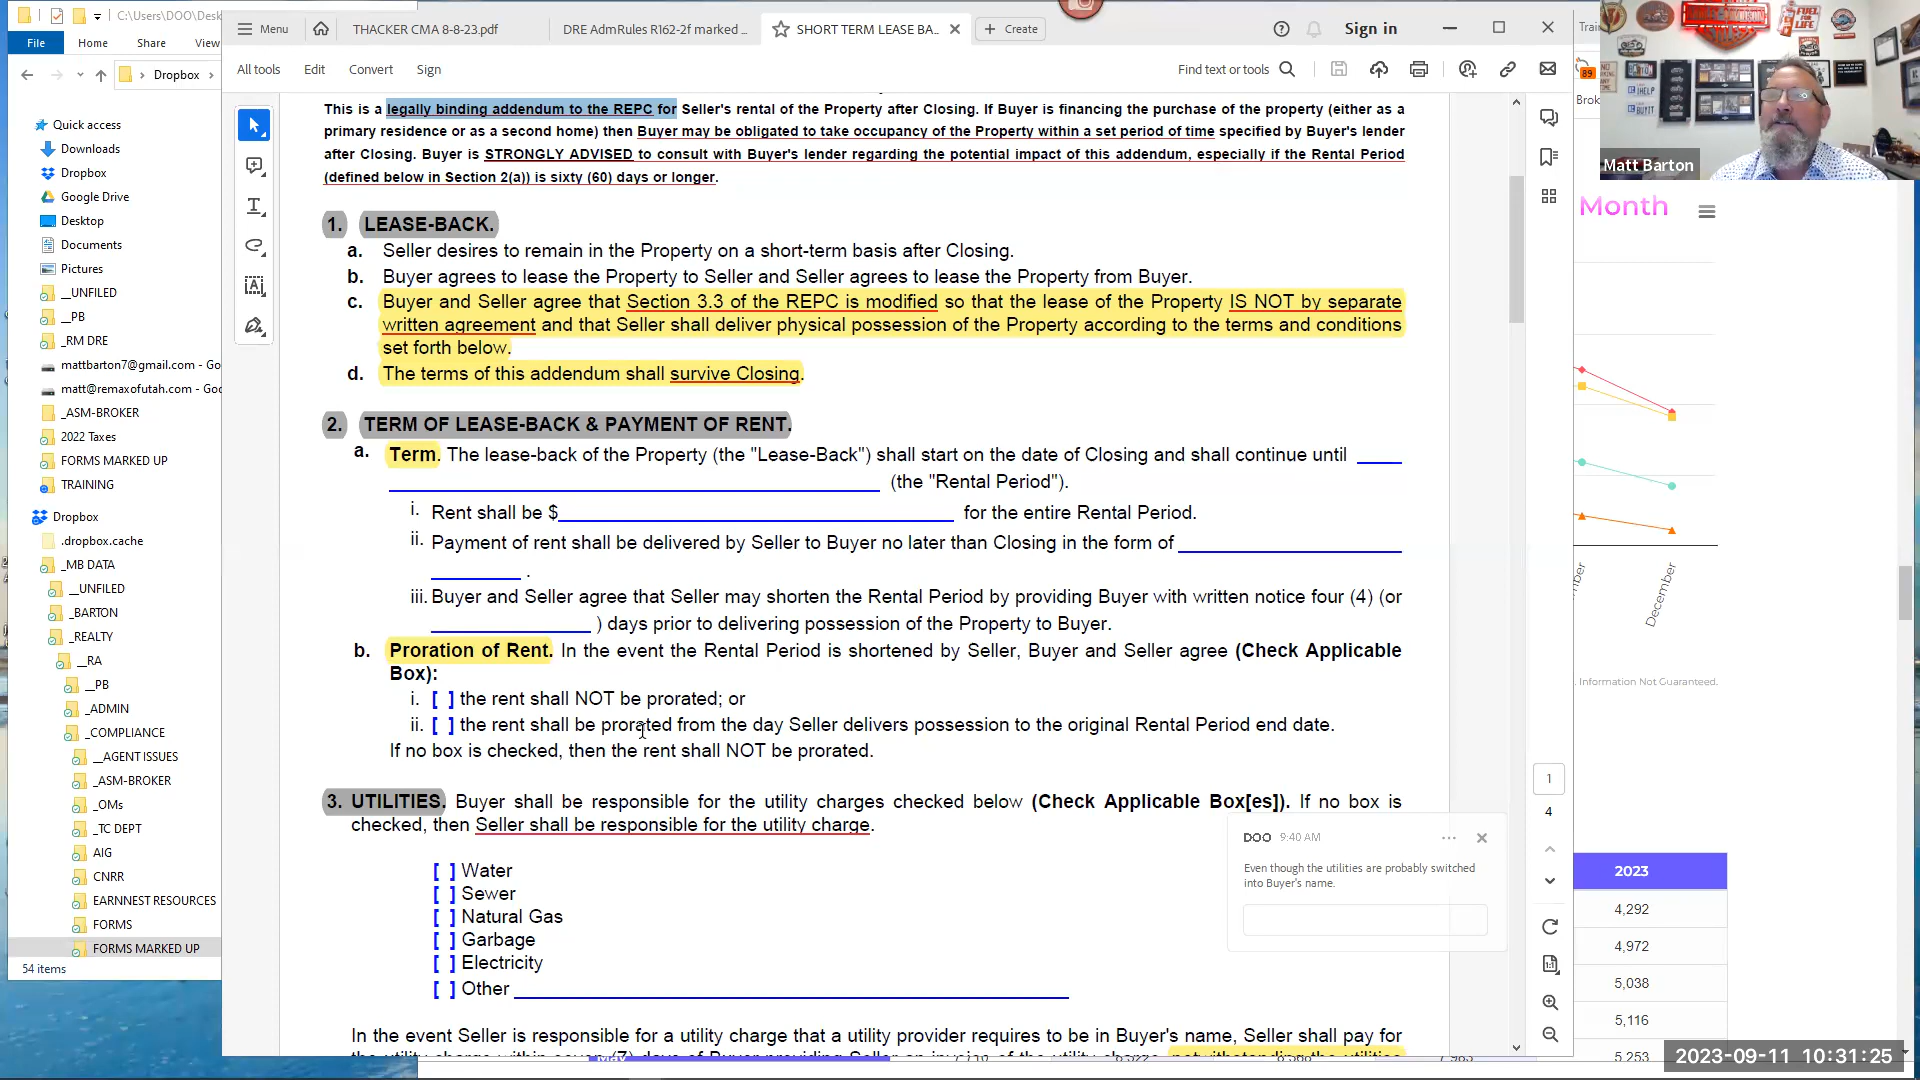 C:\Users\DOO\Desk
File Home Share View
Dropbox
Quick access
Downloads
Dropbox
Google Drive
Desktop
Documents
Pictures
__UNFILED
__PB
_RM DRE
mattbarton7@gmail.com - Go
matt@remaxofutah.com - Goo
_ASM-BROKER
2022 Taxes
FORMS MARKED UP
TRAINING
Dropbox
.dropbox.cache
_MB DATA
__UNFILED
_BARTON
_REALTY
__RA
__PB
_ADMIN
_COMPLIANCE
__AGENT ISSUES
_ASM-BROKER
_OMs
_TC DEPT
AIG
CNRR
EARNNEST RESOURCES
FORMS
FORMS MARKED UP
54 items
Menu THACKER CMA 8-8-23.pdf DRE AdmRules R162-2f marked ... SHORT TERM LEASE BA... Create Sign in
All tools Edit Convert Sign Find text or tools
This is a legally binding addendum to the REPC for Seller's rental of the Property after Closing. If Buyer is financing the purchase of the property (either as a
primary residence or as a second home) then Buyer may be obligated to take occupancy of the Property within a set period of time specified by Buyer's lender
after Closing. Buyer is STRONGLY ADVISED to consult with Buyer's lender regarding the potential impact of this addendum, especially if the Rental Period
(defined below in Section 2(a)) is sixty (60) days or longer.
1. LEASE-BACK.
a. Seller desires to remain in the Property on a short-term basis after Closing.
b. Buyer agrees to lease the Property to Seller and Seller agrees to lease the Property from Buyer.
c. Buyer and Seller agree that Section 3.3 of the REPC is modified so that the lease of the Property IS NOT by separate
written agreement and that Seller shall deliver physical possession of the Property according to the terms and conditions
set forth below.
d. The terms of this addendum shall survive Closing.
2. TERM OF LEASE-BACK & PAYMENT OF RENT.
a. Term. The lease-back of the Property (the "Lease-Back") shall start on the date of Closing and shall continue until ____
____ (the "Rental Period").
i. Rent shall be $____ for the entire Rental Period.
ii. Payment of rent shall be delivered by Seller to Buyer no later than Closing in the form of ____
____ .
iii. Buyer and Seller agree that Seller may shorten the Rental Period by providing Buyer with written notice four (4) (or
____ ) days prior to delivering possession of the Property to Buyer.
b. Proration of Rent. In the event the Rental Period is shortened by Seller, Buyer and Seller agree (Check Applicable
Box):
i. [ ] the rent shall NOT be prorated; or
ii. [ ] the rent shall be prorated from the day Seller delivers possession to the original Rental Period end date.
If no box is checked, then the rent shall NOT be prorated.
3. UTILITIES. Buyer shall be responsible for the utility charges checked below (Check Applicable Box[es]). If no box is
checked, then Seller shall be responsible for the utility charge.
[ ] Water
[ ] Sewer
[ ] Natural Gas
[ ] Garbage
[ ] Electricity
[ ] Other ____
In the event Seller is responsible for a utility charge that a utility provider requires to be in Buyer's name, Seller shall pay for
DOO 9:40 AM
Even though the utilities are probably switched
into Buyer's name.
1
4
Trai
89
Brok
Matt Barton
Month
December
Information Not Guaranteed.
2023
4,292
4,972
5,038
5,116
5,253
2023-09-11 10:31:25